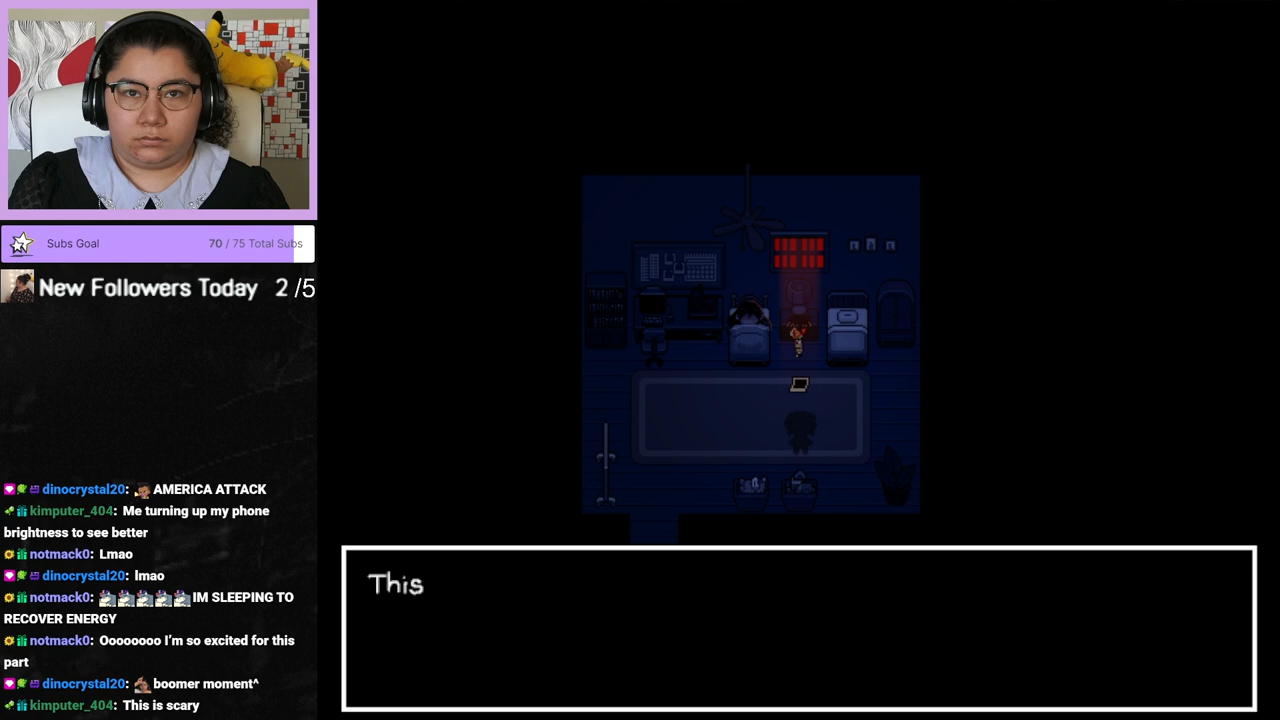 Subs Goal 70 / 75 Total Subs
New Followers Today 2 /5
dinocrystal20: AMERICA ATTACK
kimputer_404: Me turning up my phone
brightness to see better
notmack0: Lmao
dinocrystal20: lmao
notmack0: IM SLEEPING TO
RECOVER ENERGY
notmack0: Oooooooo I'm so excited for this
part
dinocrystal20: boomer moment^
kimputer_404: This is scary
This